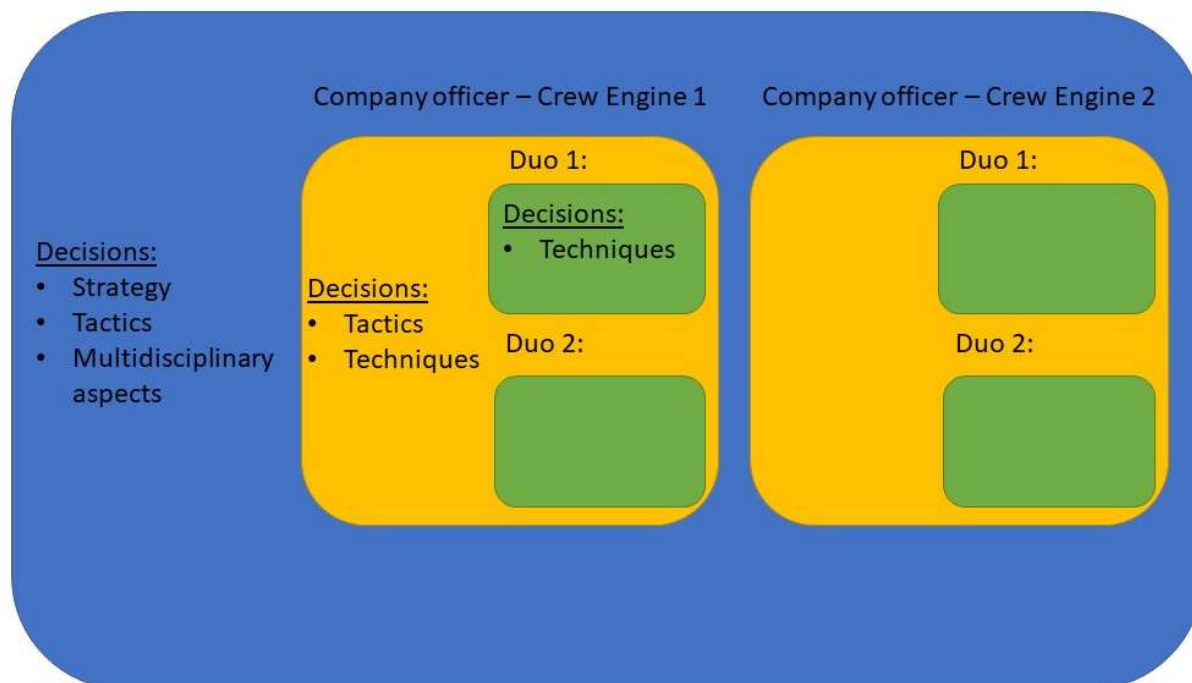 Company officer – Crew Engine 1
Company officer – Crew Engine 2
Decisions:
• Strategy
• Tactics
• Multidisciplinary
aspects
Decisions:
• Tactics
• Techniques
Duo 1:
Decisions:
• Techniques
Duo 2:
Duo 1:
Duo 2: